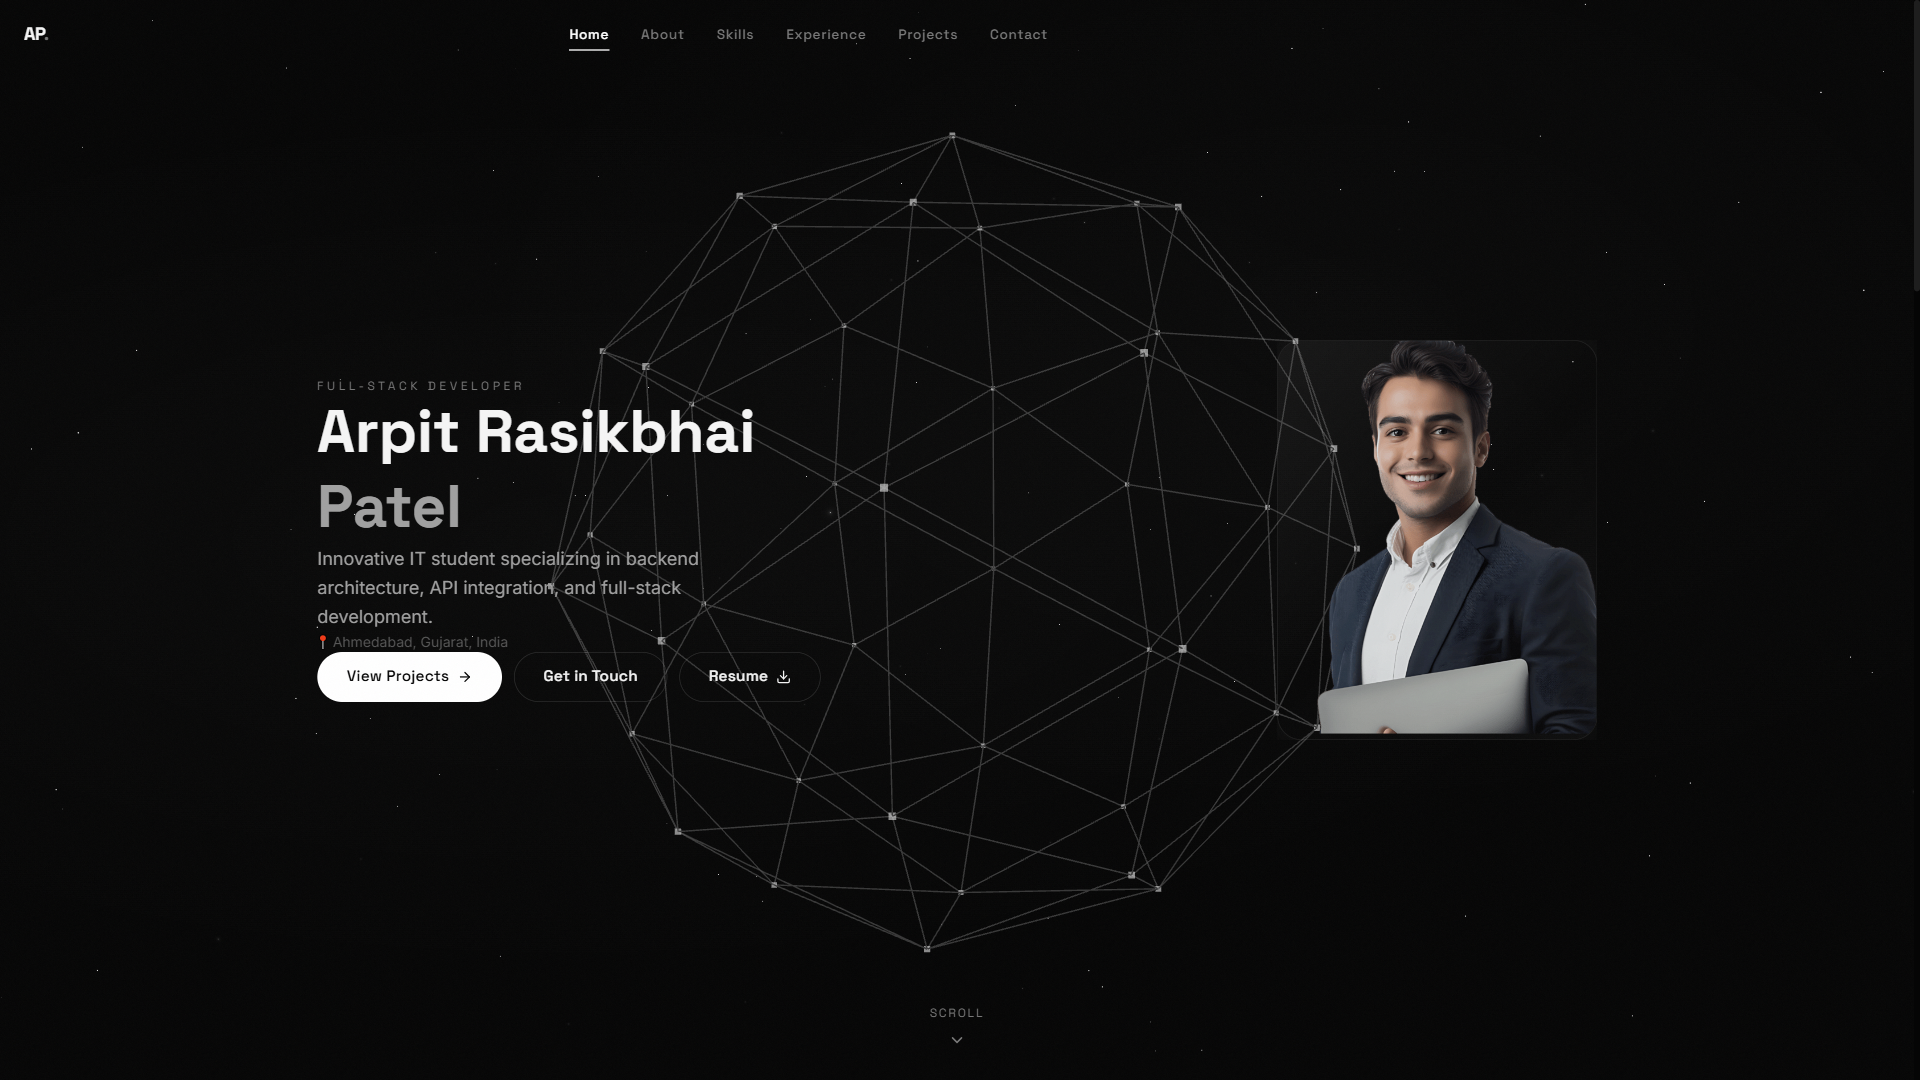 AP.
Home
About
Skills
Experience
Projects
Contact
FULL-STACK DEVELOPER
Arpit Rasikbhai
Patel
Innovative IT student specializing in backend
architecture, API integration, and full-stack
development.
📍 Ahmedabad, Gujarat, India
View Projects →
Get in Touch
Resume
SCROLL